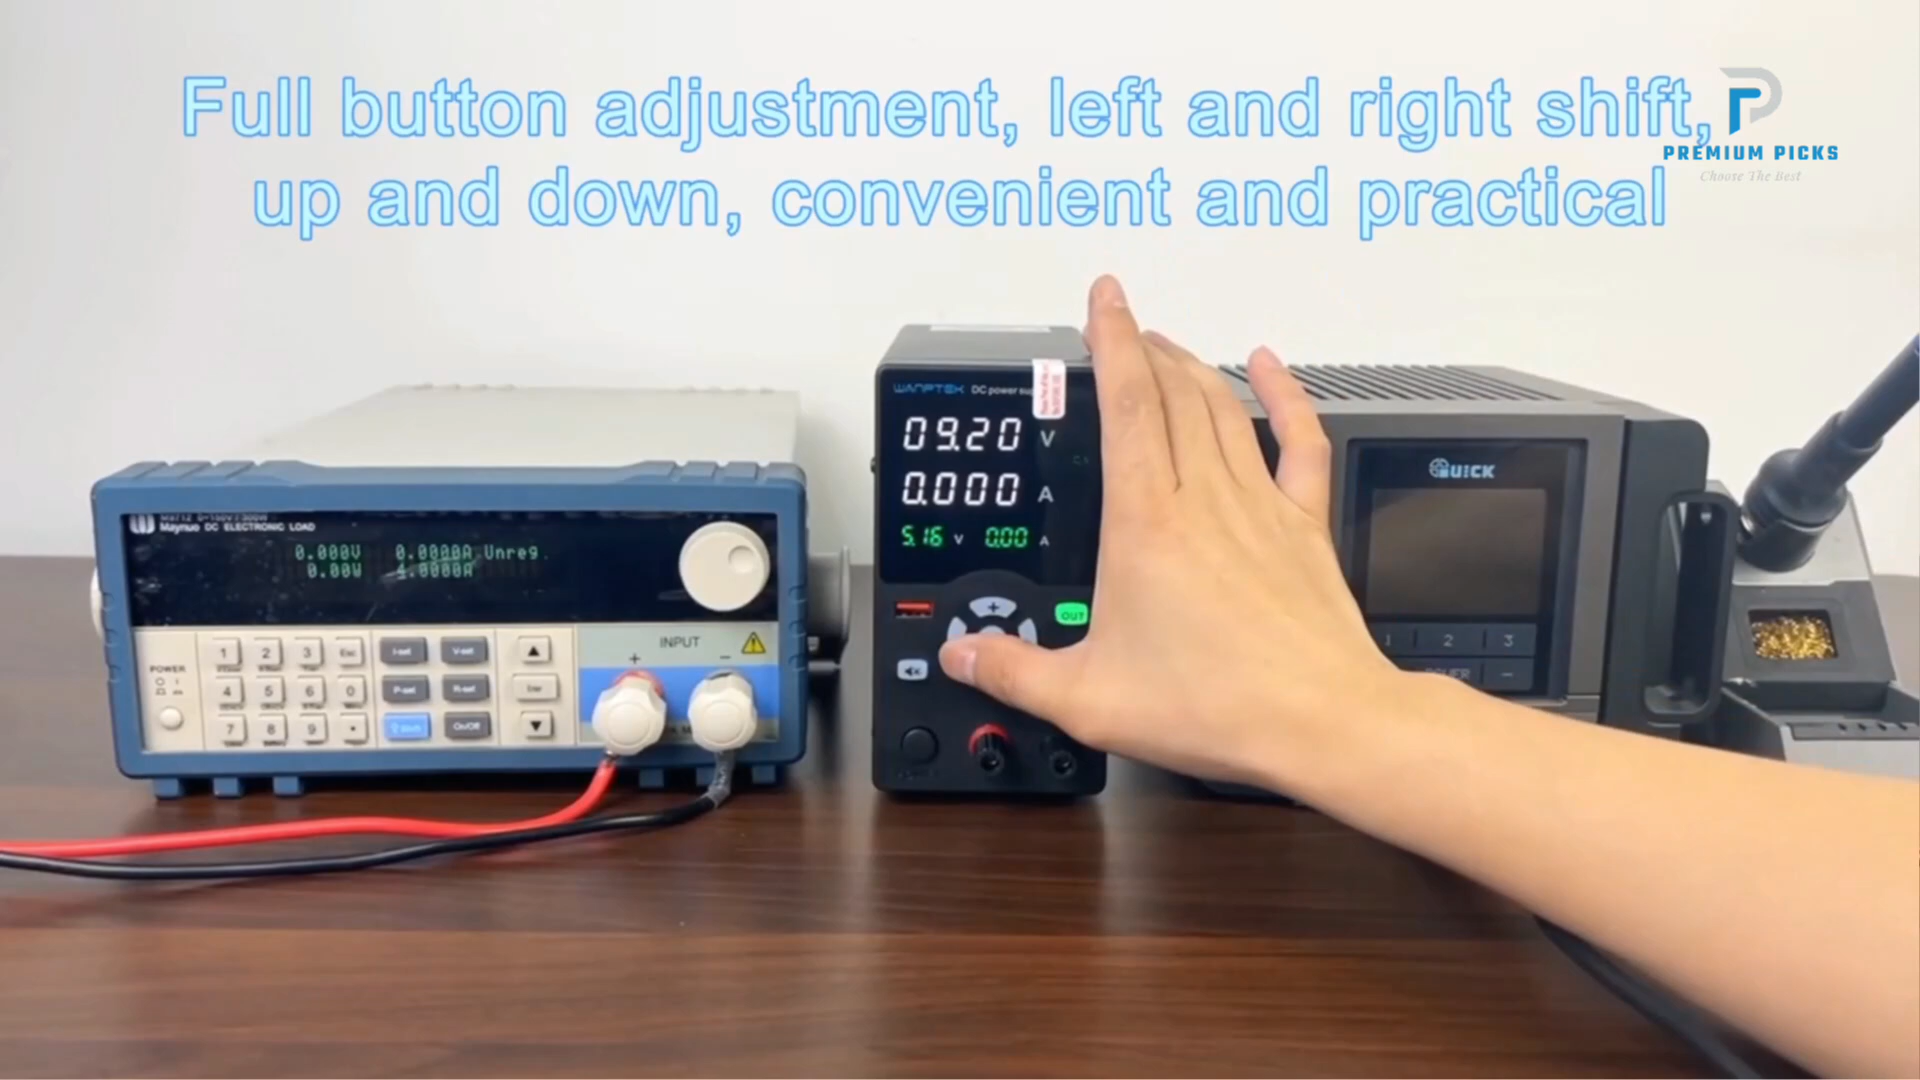 Full button adjustment, left and right shift,
up and down, convenient and practical
PREMIUM PICKS
Choose The Best
WANPTEK DC power
09.20 V
0.000 A
5.16 V 0.00 A
OUT
QUICK
1 2 3
Maynuo DC ELECTRONIC LOAD
0.000V 0.0000A Unreg.
0.00W 4.0000A
INPUT
+ −
POWER
1 2 3 Esc
4 5 6 0
7 8 9 .
I-set V-set
P-set R-set
Shift On/Off